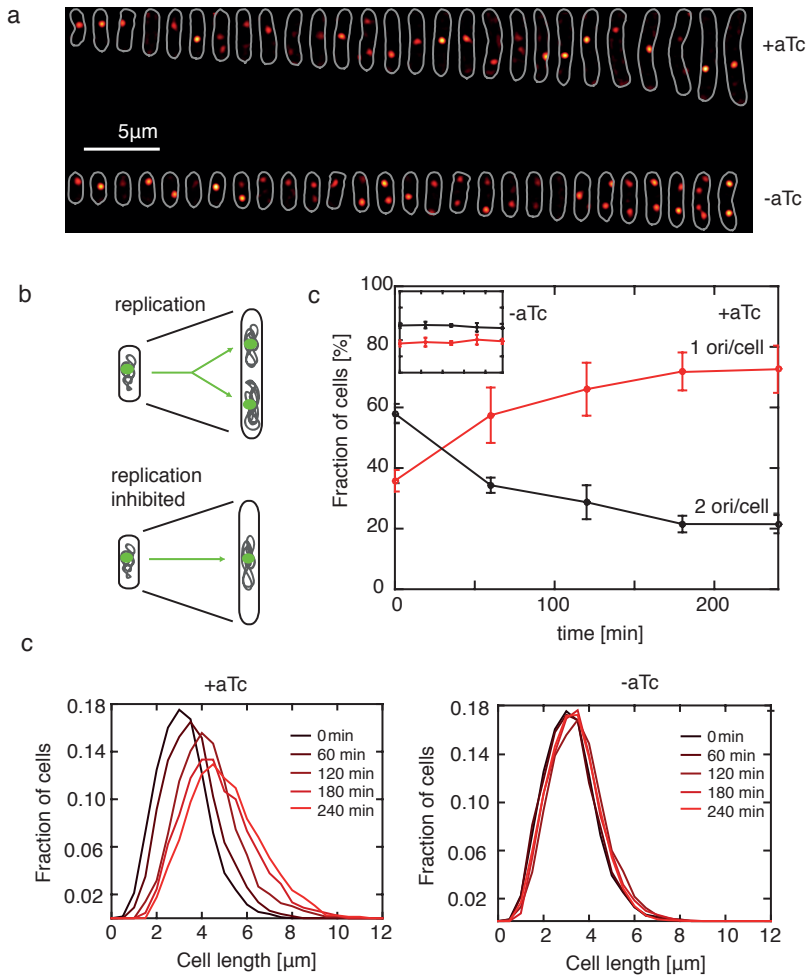 a
+aTc
5μm
-aTc
b
replication
replication
inhibited
c
-aTc
+aTc
1 ori/cell
2 ori/cell
100
80
60
40
20
0
Fraction of cells [%]
0
100
200
time [min]
c
+aTc
0.18
0.14
0.10
0.06
0.02
Fraction of cells
0 min
60 min
120 min
180 min
240 min
0
2
4
6
8
10
12
Cell length [μm]
-aTc
0.18
0.14
0.10
0.06
0.02
Fraction of cells
0 min
60 min
120 min
180 min
240 min
0
2
4
6
8
10
12
Cell length [μm]